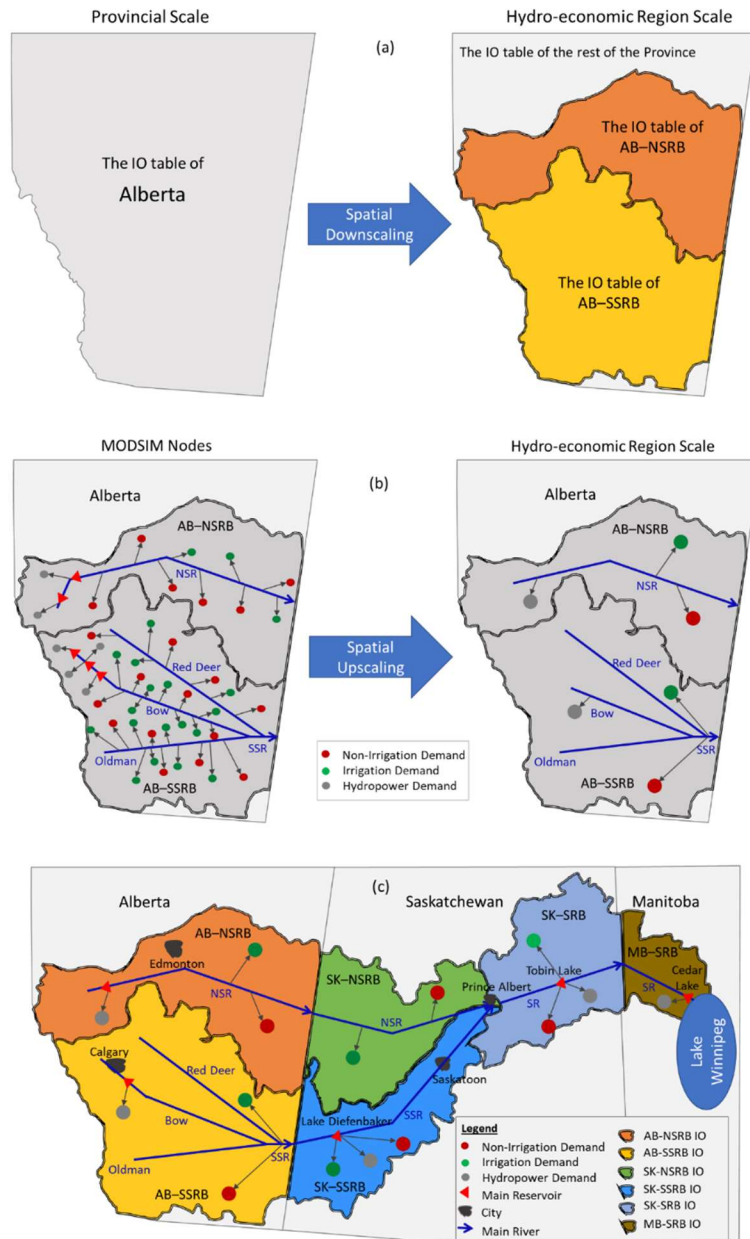 Provincial Scale
Hydro-economic Region Scale
(a)
The IO table of the rest of the Province
The IO table of
Alberta
The IO table of
AB–NSRB
Spatial
Downscaling
The IO table of
AB–SSRB
MODSIM Nodes
Hydro-economic Region Scale
(b)
Alberta
AB–NSRB
NSR
Red Deer
Bow
SSR
Oldman
AB–SSRB
Spatial
Upscaling
Non-Irrigation Demand
Irrigation Demand
Hydropower Demand
Alberta
AB–NSRB
NSR
Red Deer
Bow
SSR
Oldman
AB–SSRB
(c)
Alberta
Saskatchewan
Manitoba
AB–NSRB
Edmonton
NSR
SK–NSRB
NSR
SK–SRB
Prince Albert
Tobin Lake
SR
MB–SRB
Cedar
Lake
SR
Lake
Winnipeg
Calgary
Red Deer
Bow
Oldman
SSR
AB–SSRB
Lake Diefenbaker
SSR
Saskatoon
SK–SSRB
Legend
Non-Irrigation Demand
Irrigation Demand
Hydropower Demand
Main Reservoir
City
Main River
AB-NSRB IO
AB-SSRB IO
SK-NSRB IO
SK-SSRB IO
SK-SRB IO
MB-SRB IO